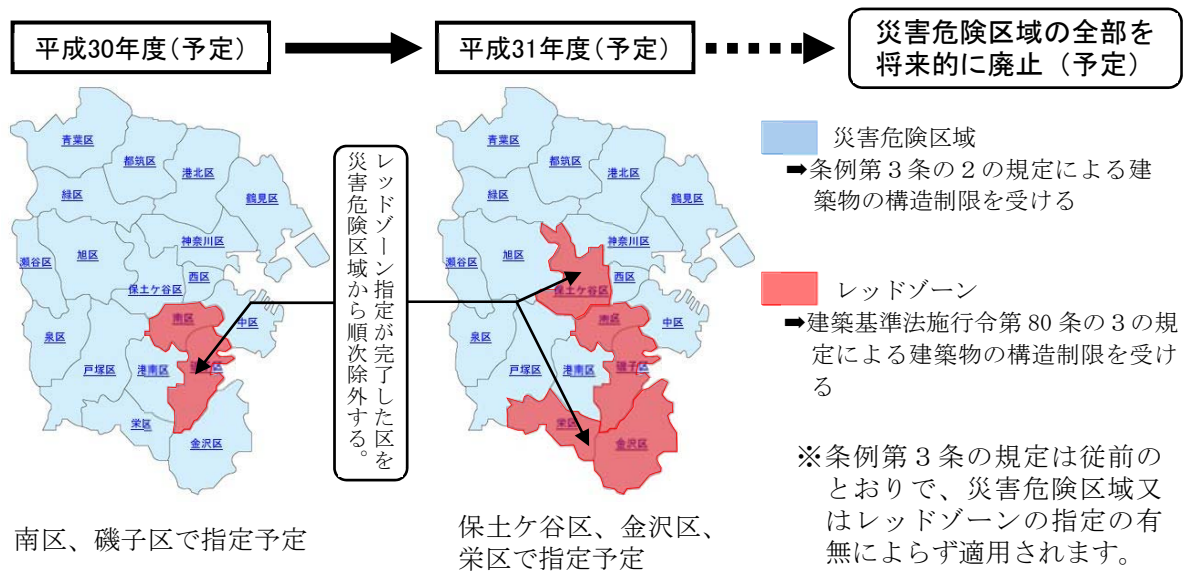 平成30年度(予定)
平成31年度(予定)
災害危険区域の全部を
将来的に廃止（予定）
青葉区
都筑区
港北区
緑区
鶴見区
神奈川区
旭区
瀬谷区
西区
保土ケ谷区
南区
中区
泉区
磯子区
戸塚区
港南区
栄区
金沢区
レッドゾーン指定が完了した区を
災害危険区域から順次除外する。
青葉区
都筑区
港北区
緑区
鶴見区
神奈川区
旭区
瀬谷区
西区
保土ケ谷区
南区
中区
泉区
磯子区
戸塚区
港南区
栄区
金沢区
災害危険区域
➡条例第３条の２の規定による建
築物の構造制限を受ける
レッドゾーン
➡建築基準法施行令第 80 条の３の規
定による建築物の構造制限を受け
る
※条例第３条の規定は従前の
とおりで、災害危険区域又
はレッドゾーンの指定の有
無によらず適用されます。
南区、磯子区で指定予定
保土ケ谷区、金沢区、
栄区で指定予定